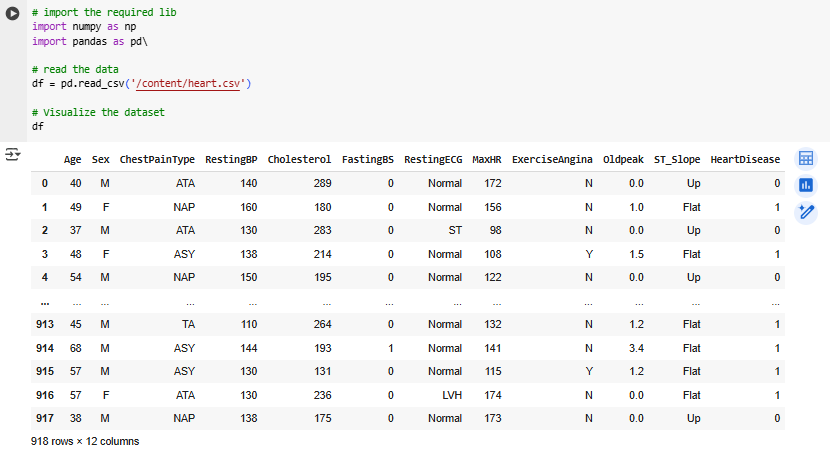 # import the required lib
import numpy as np
import pandas as pd\
# read the data
df = pd.read_csv('/content/heart.csv')
# Visualize the dataset
df
Age Sex ChestPainType RestingBP Cholesterol FastingBS RestingECG MaxHR ExerciseAngina Oldpeak ST_Slope HeartDisease
0 40 M ATA 140 289 0 Normal 172 N 0.0 Up 0
1 49 F NAP 160 180 0 Normal 156 N 1.0 Flat 1
2 37 M ATA 130 283 0 ST 98 N 0.0 Up 0
3 48 F ASY 138 214 0 Normal 108 Y 1.5 Flat 1
4 54 M NAP 150 195 0 Normal 122 N 0.0 Up 0
... ... ... ... ... ... ... ... ... ... ... ... ...
913 45 M TA 110 264 0 Normal 132 N 1.2 Flat 1
914 68 M ASY 144 193 1 Normal 141 N 3.4 Flat 1
915 57 M ASY 130 131 0 Normal 115 Y 1.2 Flat 1
916 57 F ATA 130 236 0 LVH 174 N 0.0 Flat 1
917 38 M NAP 138 175 0 Normal 173 N 0.0 Up 0
918 rows × 12 columns